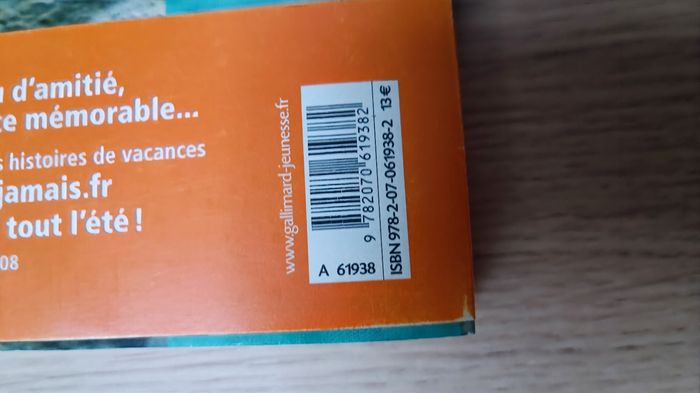 d'amitié,
mémorable...
histoires de vacances
jamais.fr
tout l'été !
08
www.gallimard-jeunesse.fr
9 782070 619382
A 61938
ISBN 978-2-07-061938-2 13 €